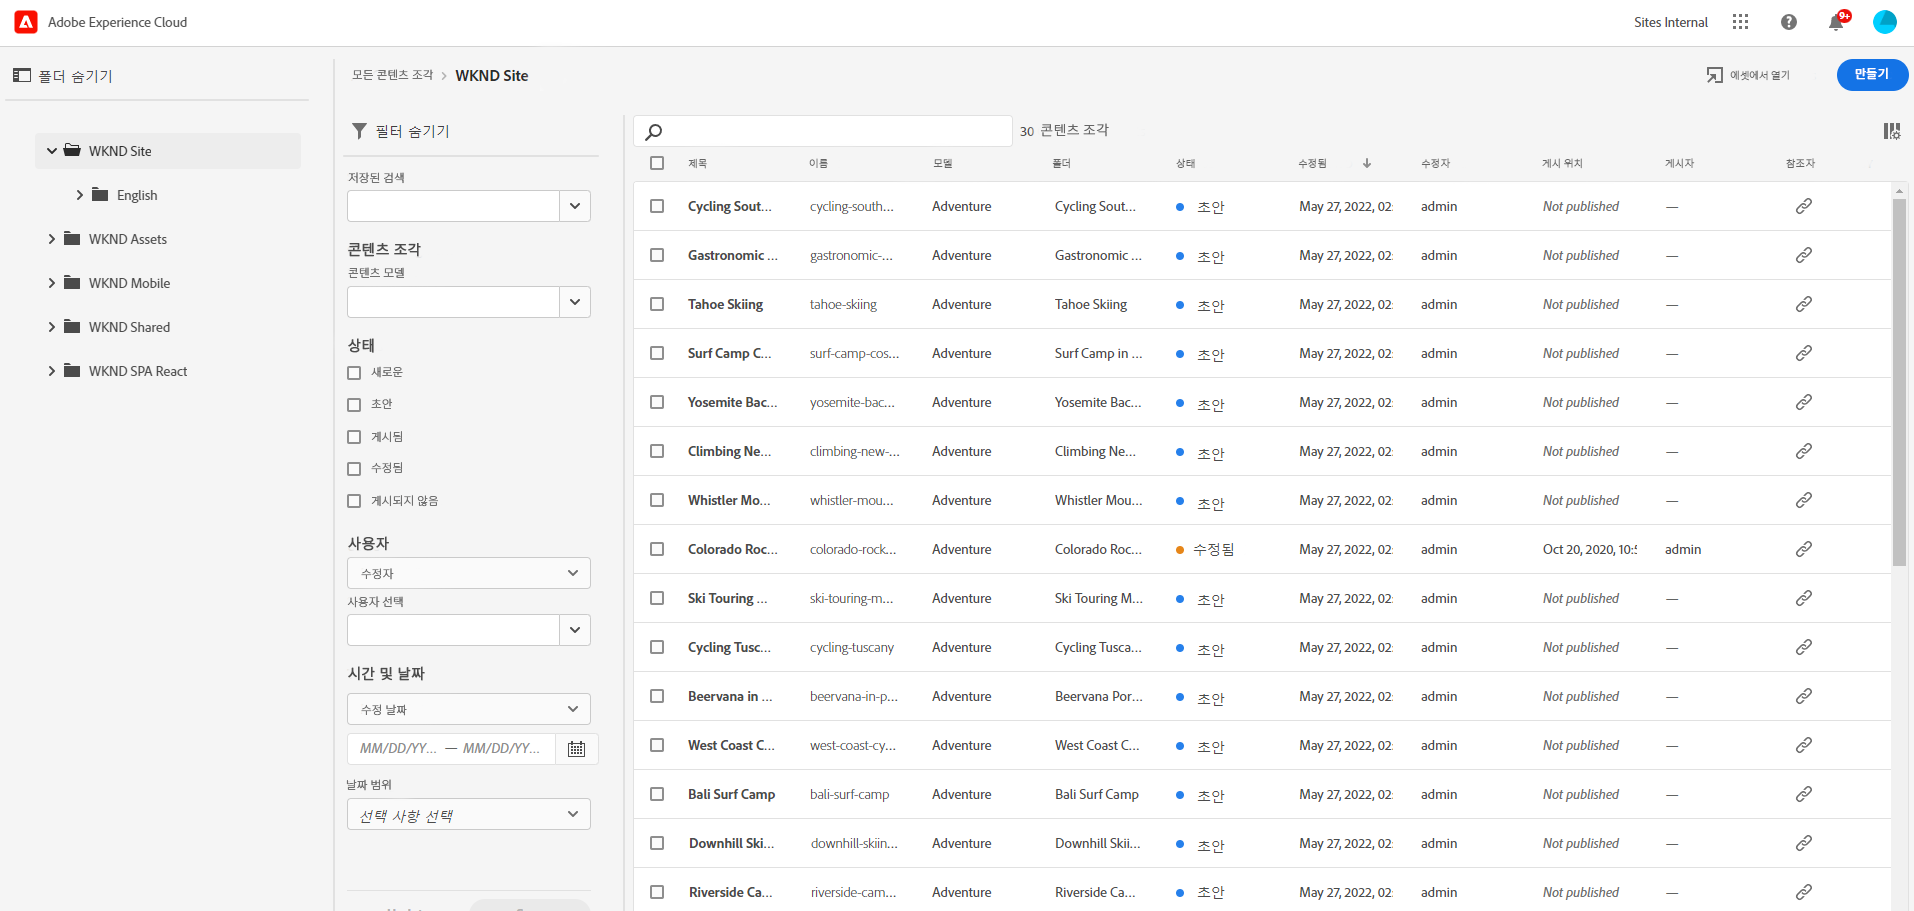 Adobe Experience Cloud
Sites Internal
9+
폴더 숨기기
WKND Site
English
WKND Assets
WKND Mobile
WKND Shared
WKND SPA React
모든 콘텐츠 조각 > WKND Site
에셋에서 열기
만들기
필터 숨기기
저장된 검색
콘텐츠 조각
콘텐츠 모델
상태
새로운
초안
게시됨
수정됨
게시되지 않음
사용자
수정자
사용자 선택
시간 및 날짜
수정 날짜
MM/DD/YY... — MM/DD/YY...
날짜 범위
선택 사항 선택
30 콘텐츠 조각
제목 이름 모델 폴더 상태 수정됨 수정자 게시 위치 게시자 참조자
Cycling Sout... cycling-south... Adventure Cycling Sout... 초안 May 27, 2022, 02: admin Not published —
Gastronomic ... gastronomic-... Adventure Gastronomic ... 초안 May 27, 2022, 02: admin Not published —
Tahoe Skiing tahoe-skiing Adventure Tahoe Skiing 초안 May 27, 2022, 02: admin Not published —
Surf Camp C... surf-camp-cos... Adventure Surf Camp in ... 초안 May 27, 2022, 02: admin Not published —
Yosemite Bac... yosemite-bac... Adventure Yosemite Bac... 초안 May 27, 2022, 02: admin Not published —
Climbing Ne... climbing-new-... Adventure Climbing Ne... 초안 May 27, 2022, 02: admin Not published —
Whistler Mo... whistler-mou... Adventure Whistler Mou... 초안 May 27, 2022, 02: admin Not published —
Colorado Roc... colorado-rock... Adventure Colorado Roc... 수정됨 May 27, 2022, 02: admin Oct 20, 2020, 10: admin
Ski Touring ... ski-touring-m... Adventure Ski Touring M... 초안 May 27, 2022, 02: admin Not published —
Cycling Tusc... cycling-tuscany Adventure Cycling Tusca... 초안 May 27, 2022, 02: admin Not published —
Beervana in ... beervana-in-p... Adventure Beervana Por... 초안 May 27, 2022, 02: admin Not published —
West Coast C... west-coast-cy... Adventure West Coast C... 초안 May 27, 2022, 02: admin Not published —
Bali Surf Camp bali-surf-camp Adventure Bali Surf Camp 초안 May 27, 2022, 02: admin Not published —
Downhill Ski... downhill-skiin... Adventure Downhill Skii... 초안 May 27, 2022, 02: admin Not published —
Riverside Ca... riverside-cam... Adventure Riverside Ca... 초안 May 27, 2022, 02: admin Not published —